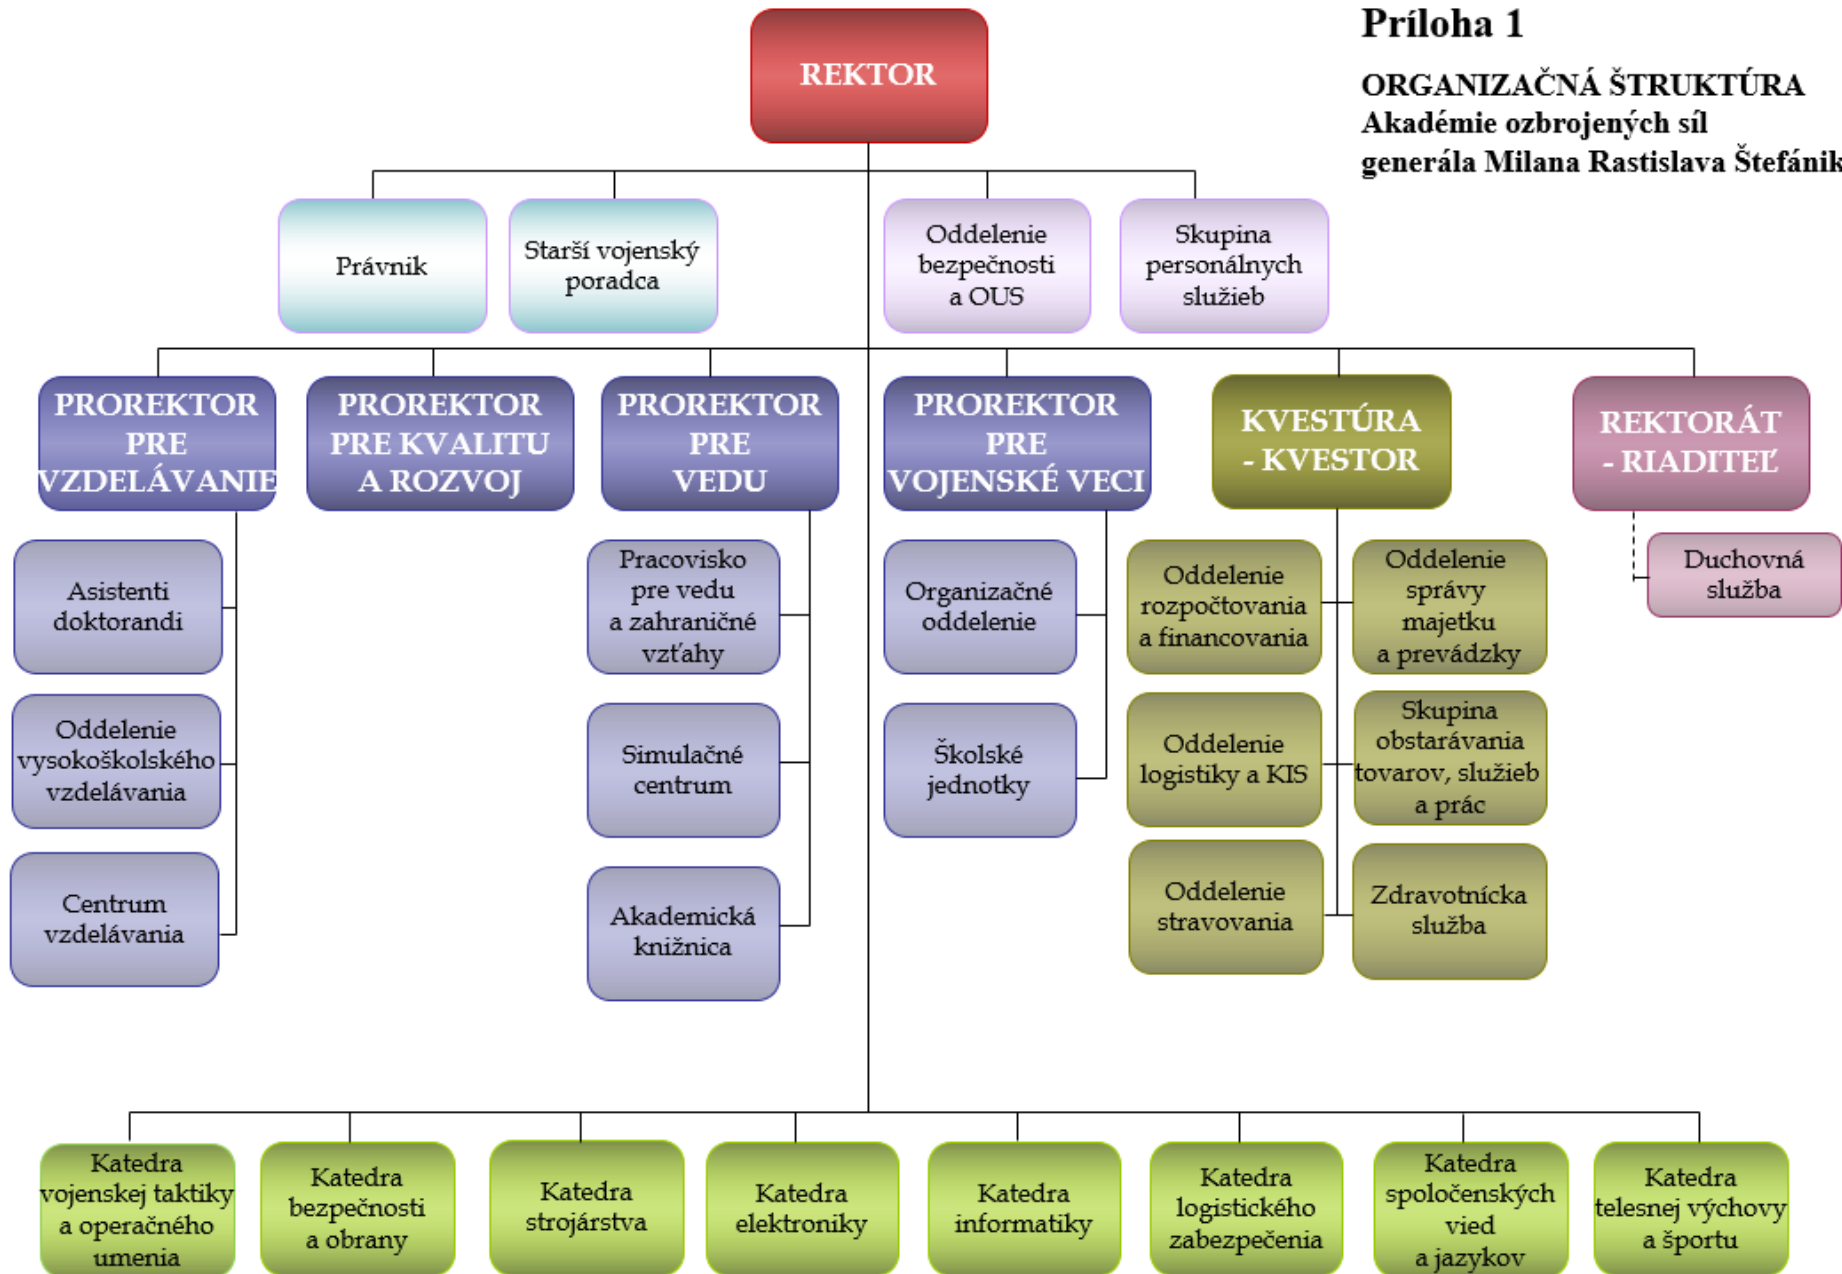 Príloha 1
ORGANIZAČNÁ ŠTRUKTÚRA
Akadémie ozbrojených síl
generála Milana Rastislava Štefánik
REKTOR
Právnik
Starší vojenský
poradca
Oddelenie
bezpečnosti
a OUS
Skupina
personálnych
služieb
PROREKTOR
PRE
VZDELÁVANIE
PROREKTOR
PRE KVALITU
A ROZVOJ
PROREKTOR
PRE
VEDU
PROREKTOR
PRE
VOJENSKÉ VECI
KVESTÚRA
- KVESTOR
REKTORÁT
- RIADITEĽ
Asistenti
doktorandi
Oddelenie
vysokoškolského
vzdelávania
Centrum
vzdelávania
Pracovisko
pre vedu
a zahraničné
vzťahy
Simulačné
centrum
Akademická
knižnica
Organizačné
oddelenie
Školské
jednotky
Oddelenie
rozpočtovania
a financovania
Oddelenie
správy
majetku
a prevádzky
Oddelenie
logistiky a KIS
Skupina
obstarávania
tovarov, služieb
a prác
Oddelenie
stravovania
Zdravotnícka
služba
Duchovná
služba
Katedra
vojenskej taktiky
a operačného
umenia
Katedra
bezpečnosti
a obrany
Katedra
strojárstva
Katedra
elektroniky
Katedra
informatiky
Katedra
logistického
zabezpečenia
Katedra
spoločenských
vied
a jazykov
Katedra
telesnej výchovy
a športu